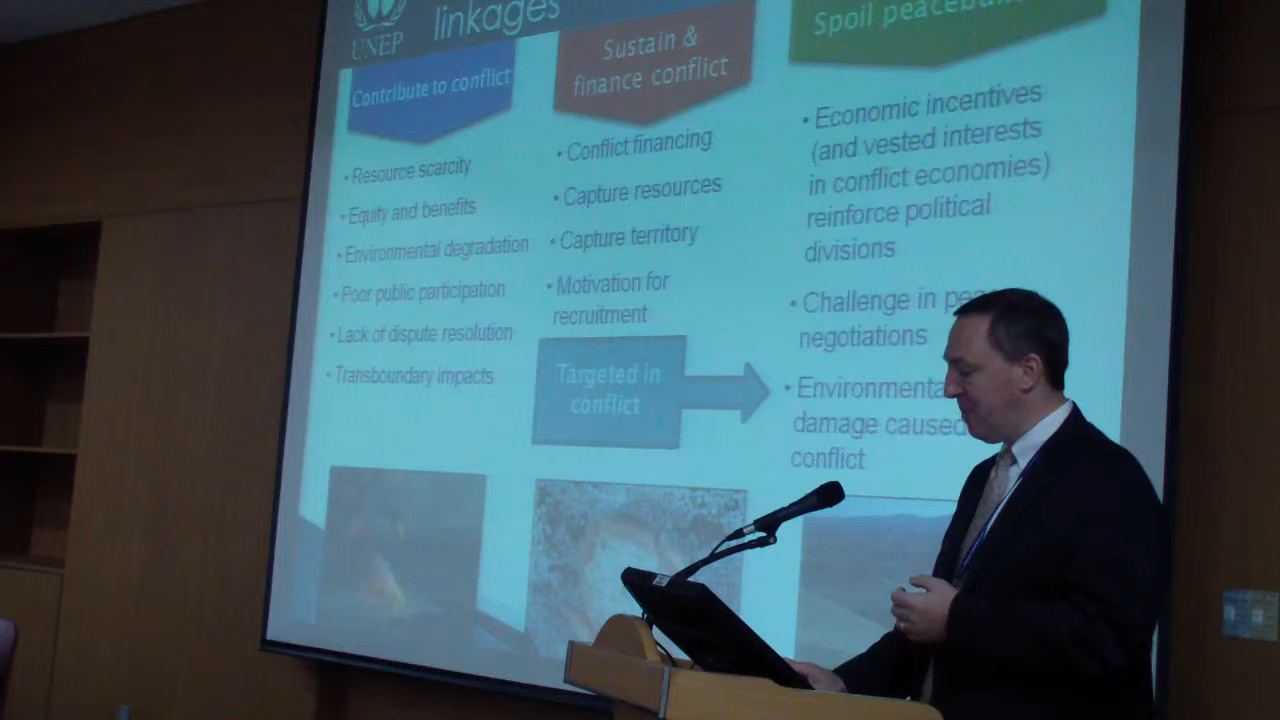 UNEP
linkages
Contribute to conflict
• Resource scarcity
• Equity and benefits
• Environmental degradation
• Poor public participation
• Lack of dispute resolution
• Transboundary impacts
Sustain &
finance conflict
• Conflict financing
• Capture resources
• Capture territory
• Motivation for
recruitment
Targeted in
conflict
Spoil
• Economic incentives
(and vested interests
in conflict economies)
reinforce political
divisions
• Challenge in
negotiations
• 
damage caused
conflict